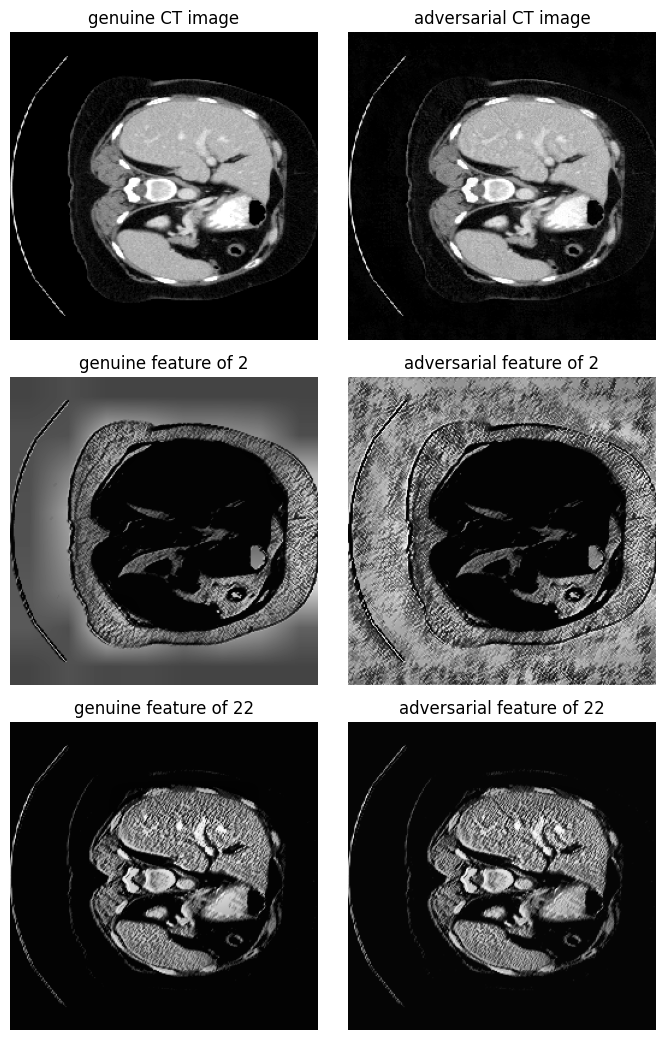 genuine CT image
adversarial CT image
genuine feature of 2
adversarial feature of 2
genuine feature of 22
adversarial feature of 22